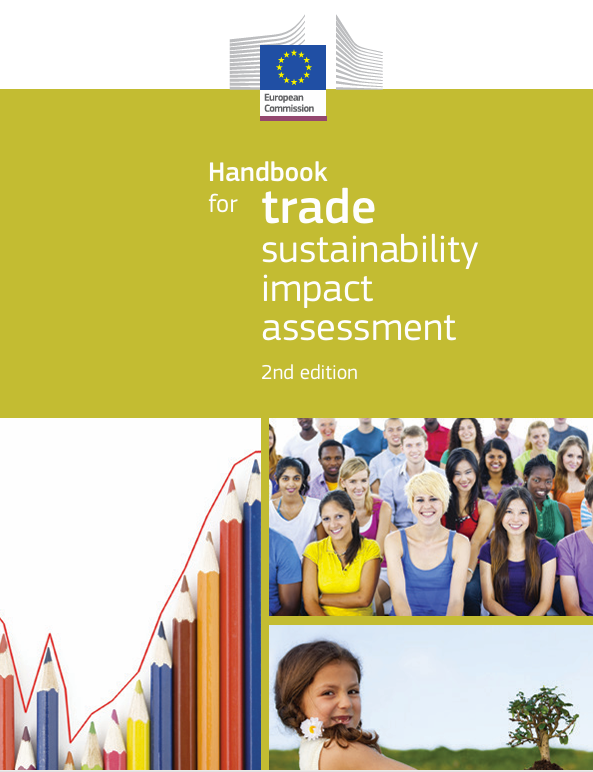 European
Commission
Handbook
for trade
sustainability
impact
assessment
2nd edition